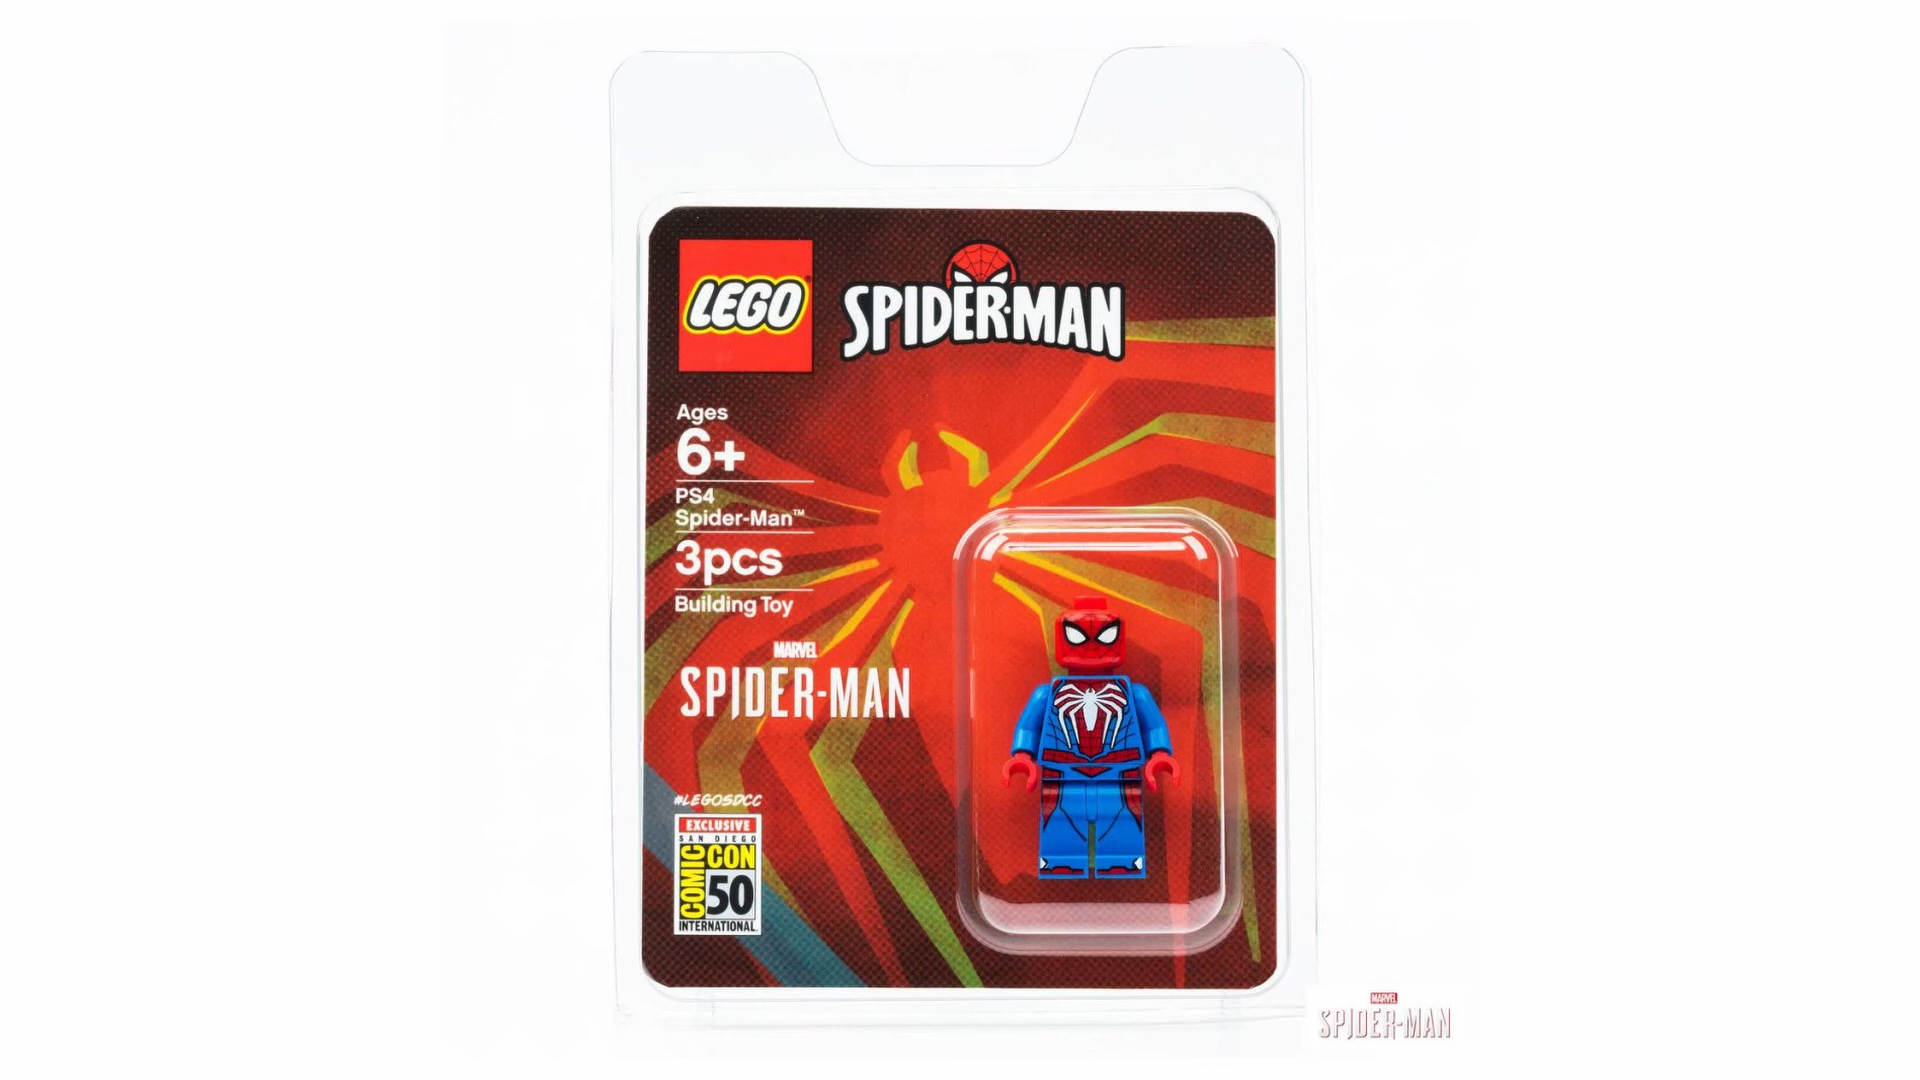 LEGO
SPIDER-MAN
Ages
6+
PS4
Spider-Man™
3pcs
Building Toy
MARVEL
SPIDER-MAN
#LEGOSDCC
EXCLUSIVE
SAN DIEGO
COMIC CON
50
INTERNATIONAL
MARVEL
SPIDER-MAN